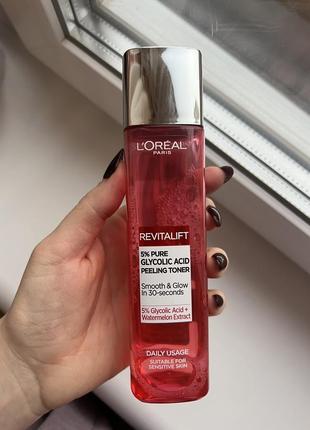 L'ORÉAL
PARIS
REVITALIFT
5% PURE
GLYCOLIC ACID
PEELING TONER
Smooth & Glow
In 30-seconds
5% Glycolic Acid +
Watermelon Extract
DAILY USAGE
SUITABLE FOR
SENSITIVE SKIN